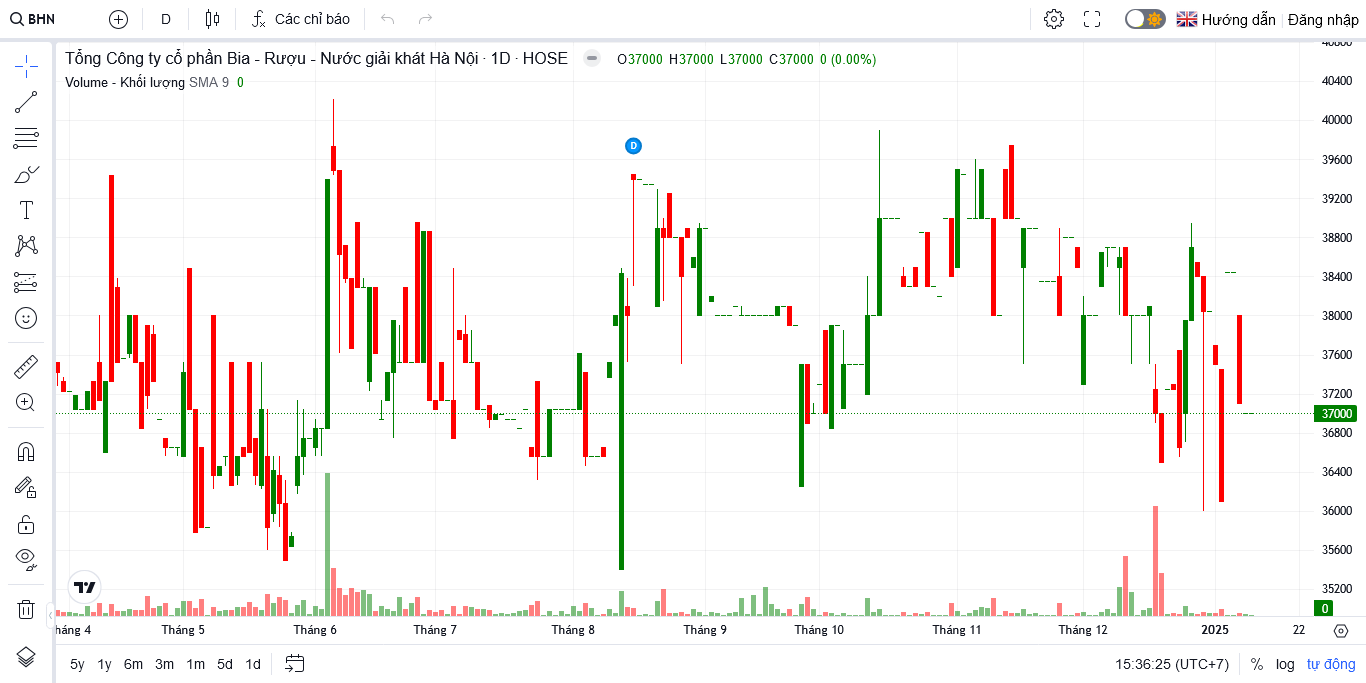 BHN
D
Các chỉ báo
Hướng dẫn
Đăng nhập
Tổng Công ty cổ phần Bia - Rượu - Nước giải khát Hà Nội · 1D · HOSE
O37000 H37000 L37000 C37000 0 (0.00%)
Volume - Khối lượng SMA 9 0
D
40800
40400
40000
39600
39200
38800
38400
38000
37600
37200
37000
36800
36400
36000
35600
35200
0
háng 4 Tháng 5 Tháng 6 Tháng 7 Tháng 8 Tháng 9 Tháng 10 Tháng 11 Tháng 12 2025 22
5y 1y 6m 3m 1m 5d 1d
15:36:25 (UTC+7) % log tự động